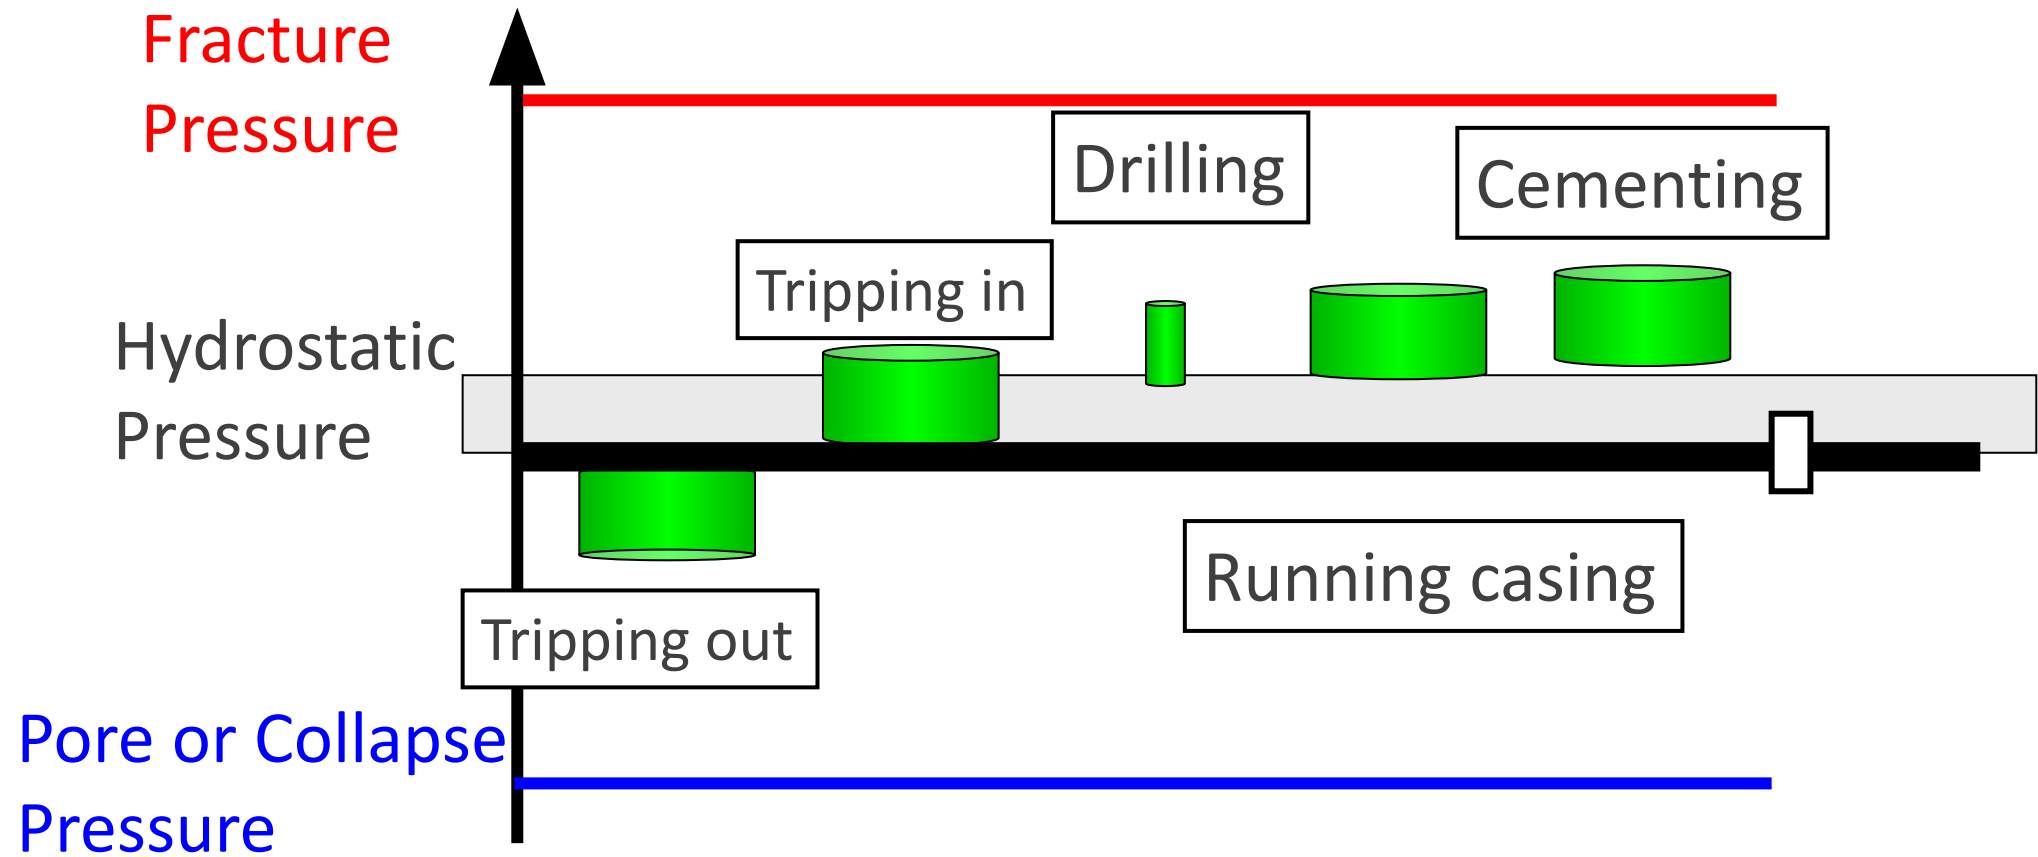 Fracture
Pressure
Drilling
Cementing
Tripping in
Hydrostatic
Pressure
Running casing
Tripping out
Pore or Collapse
Pressure